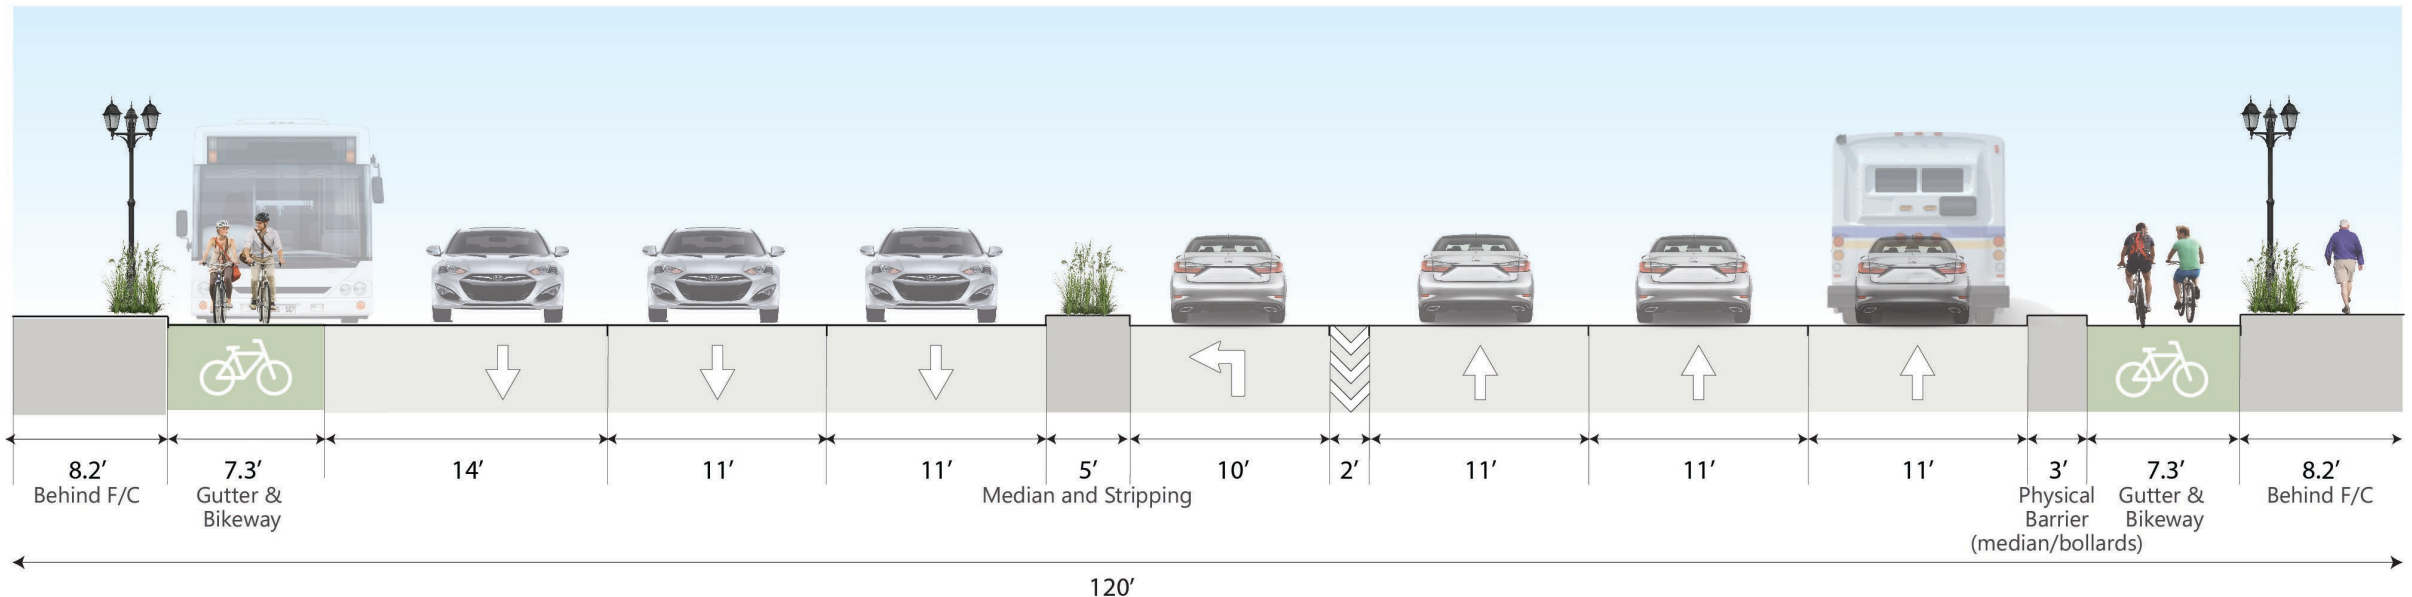 8.2’ 7.3’ 14’ 11’ 11’ 5’ 10’ 2’ 11’ 11’ 11’ 3’ 7.3’ 8.2’
Behind F/C Gutter & Median and Stripping Physical Gutter & Behind F/C
Bikeway Barrier Bikeway
(median/bollards)
120’